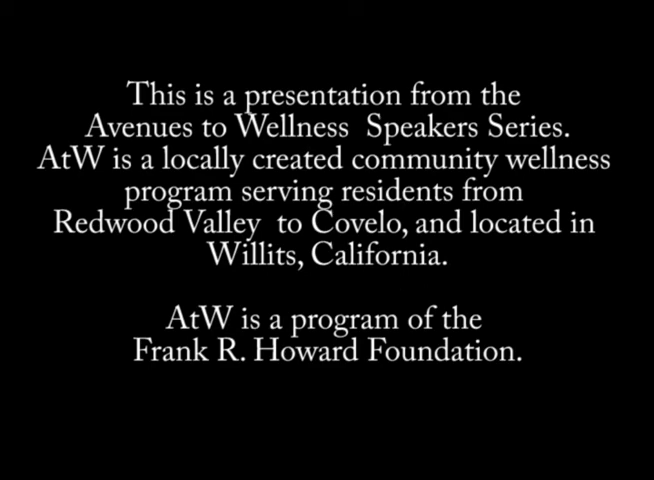 This is a presentation from the
Avenues to Wellness Speakers Series.
AtW is a locally created community wellness
program serving residents from
Redwood Valley to Covelo, and located in
Willits, California.
AtW is a program of the
Frank R. Howard Foundation.